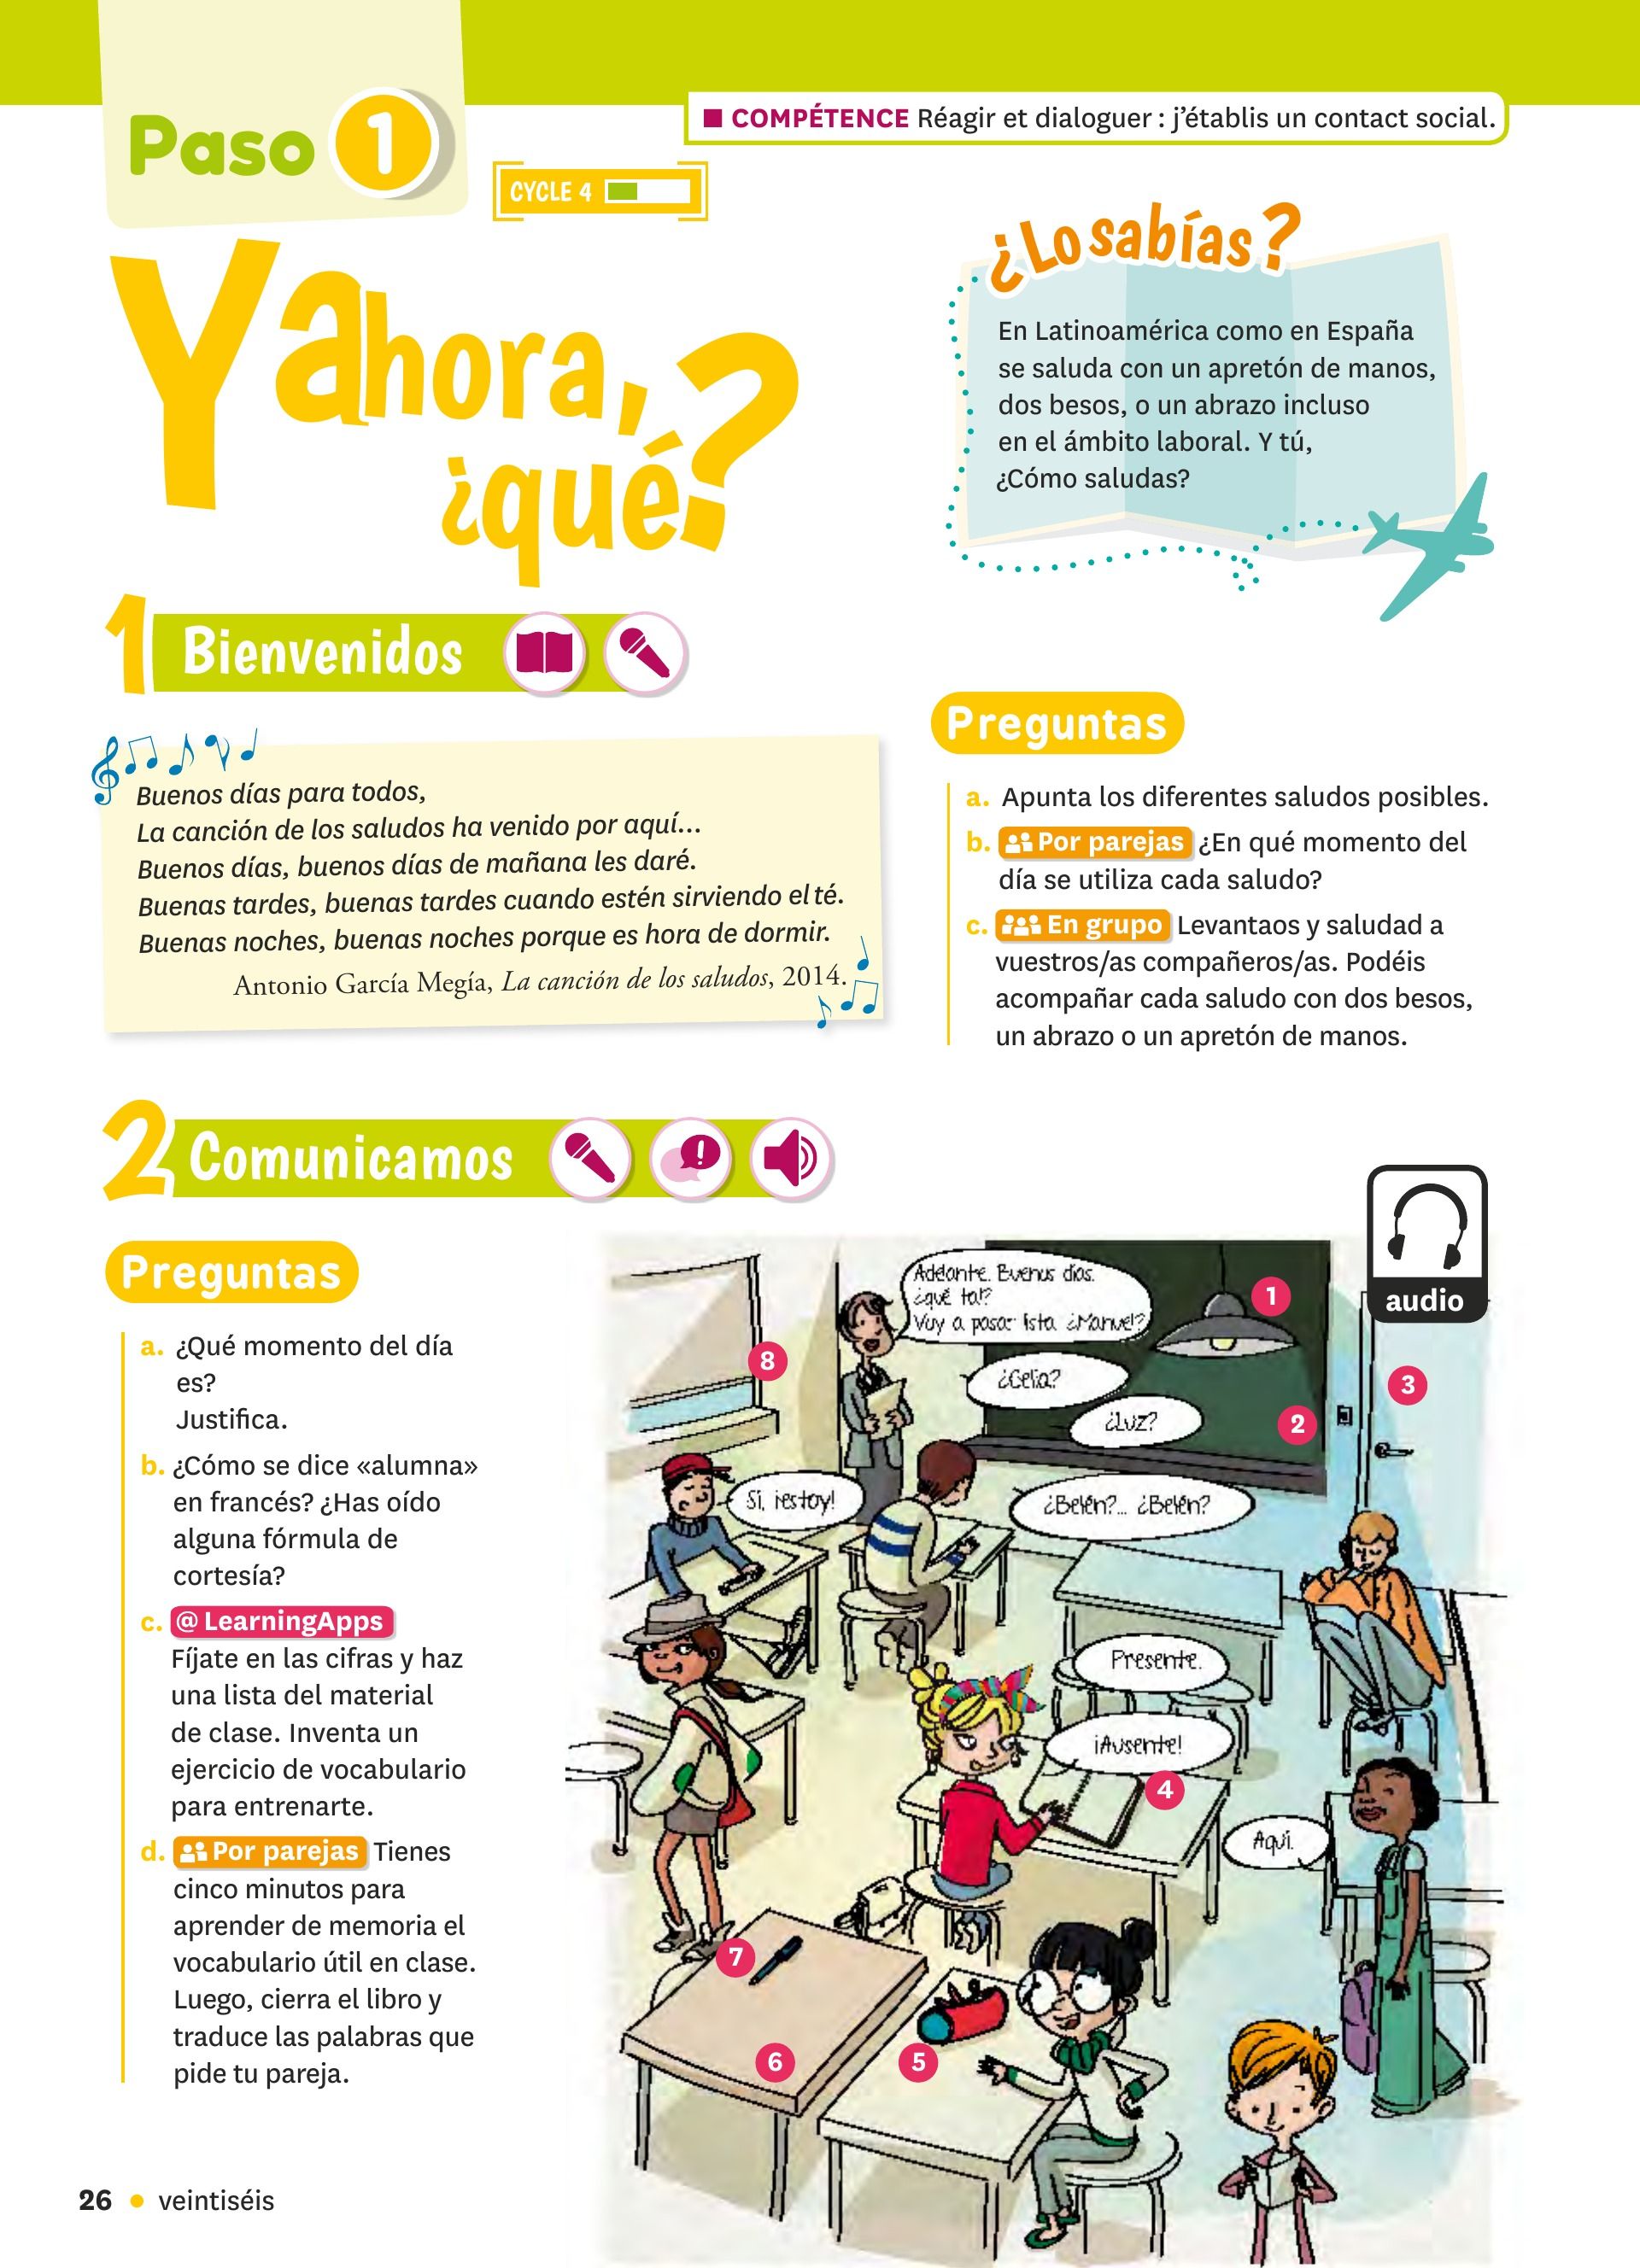 Paso 1
■ COMPÉTENCE Réagir et dialoguer : j'établis un contact social.
CYCLE 4
Y ahora,
¿qué?
¿Lo sabías?
En Latinoamérica como en España
se saluda con un apretón de manos,
dos besos, o un abrazo incluso
en el ámbito laboral. Y tú,
¿Cómo saludas?
1 Bienvenidos
Buenos días para todos,
La canción de los saludos ha venido por aquí...
Buenos días, buenos días de mañana les daré.
Buenas tardes, buenas tardes cuando estén sirviendo el té.
Buenas noches, buenas noches porque es hora de dormir.
Antonio García Megía, La canción de los saludos, 2014.
Preguntas
a. Apunta los diferentes saludos posibles.
b. Por parejas ¿En qué momento del
día se utiliza cada saludo?
c. En grupo Levantaos y saludad a
vuestros/as compañeros/as. Podéis
acompañar cada saludo con dos besos,
un abrazo o un apretón de manos.
2 Comunicamos
Preguntas
a. ¿Qué momento del día
es?
Justifica.
b. ¿Cómo se dice «alumna»
en francés? ¿Has oído
alguna fórmula de
cortesía?
c. @ LearningApps
Fíjate en las cifras y haz
una lista del material
de clase. Inventa un
ejercicio de vocabulario
para entrenarte.
d. Por parejas Tienes
cinco minutos para
aprender de memoria el
vocabulario útil en clase.
Luego, cierra el libro y
traduce las palabras que
pide tu pareja.
audio
Adelante. Buenos días.
¿qué tal?
Voy a pasar lista. ¿Manuel?
1
8
3
¿Celia?
¿Luz?
2
Sí, ¡estoy!
¿Belén?... ¿Belén?
Presente.
¡Ausente!
4
Aquí.
7
6
5
26 • veintiséis